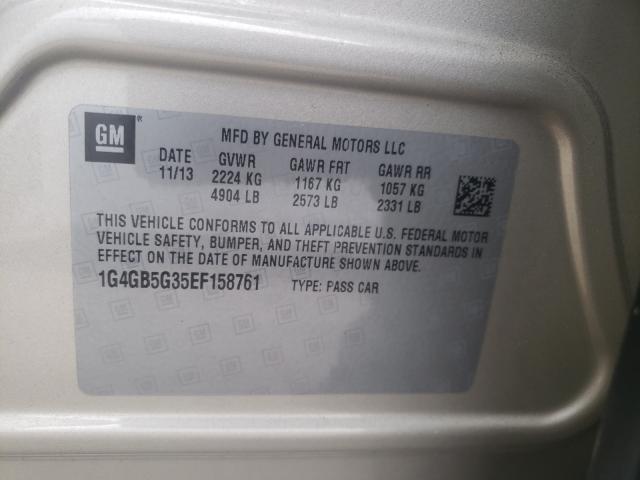 GM ®
MFD BY GENERAL MOTORS LLC
DATE GVWR GAWR FRT GAWR RR
11/13 2224 KG 1167 KG 1057 KG
4904 LB 2573 LB 2331 LB
THIS VEHICLE CONFORMS TO ALL APPLICABLE U.S. FEDERAL MOTOR
VEHICLE SAFETY, BUMPER, AND THEFT PREVENTION STANDARDS IN
EFFECT ON THE DATE OF MANUFACTURE SHOWN ABOVE.
1G4GB5G35EF158761 TYPE: PASS CAR